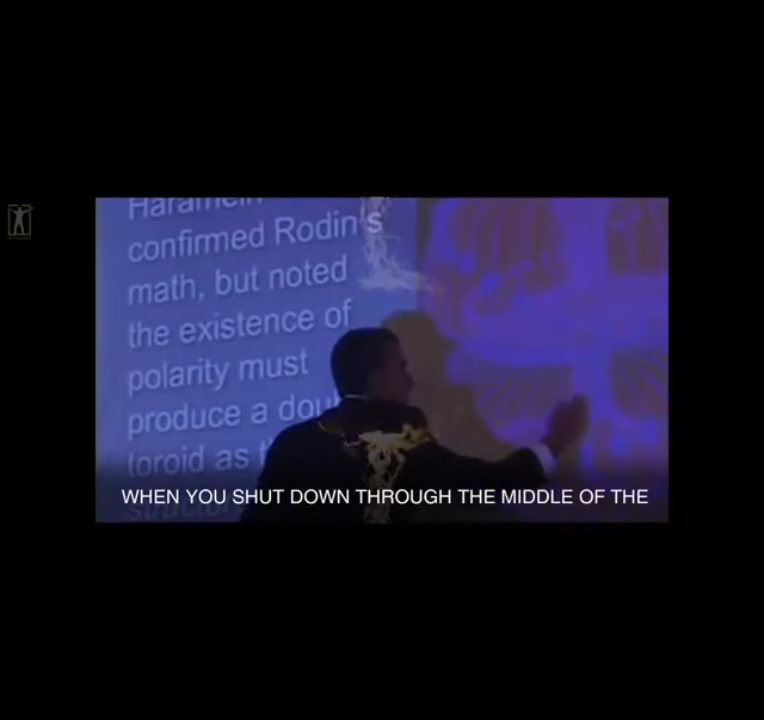 Haramein
confirmed Rodin's
math, but noted
the existence of
polarity must
produce a dou
toroid as
WHEN YOU SHUT DOWN THROUGH THE MIDDLE OF THE